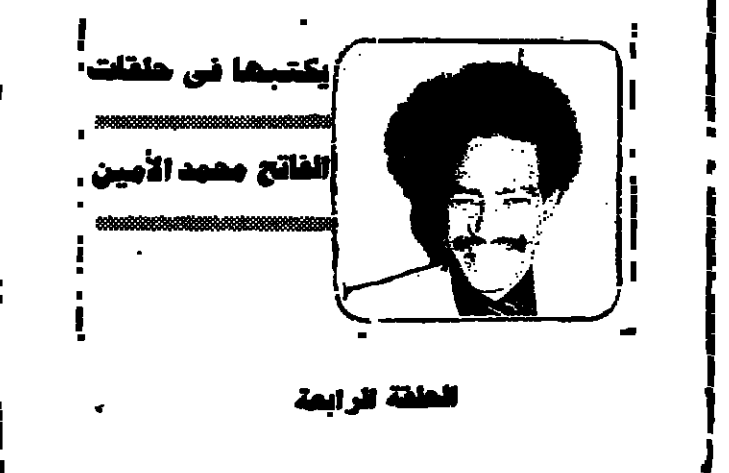 يكتبها فى حلقات
الفاتح محمد الأمين
الحلقة الرابعة